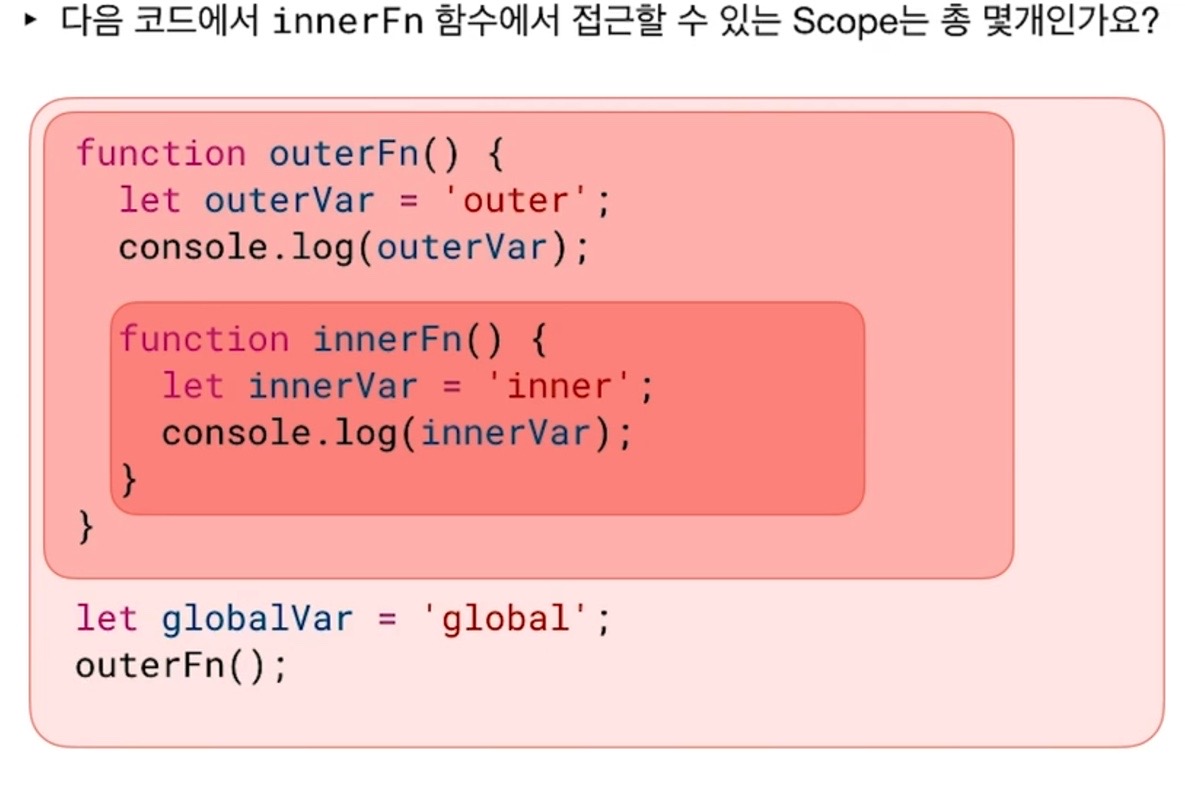 ▸ 다음 코드에서 innerFn 함수에서 접근할 수 있는 Scope는 총 몇개인가요?
function outerFn() {
  let outerVar = 'outer';
  console.log(outerVar);
  function innerFn() {
    let innerVar = 'inner';
    console.log(innerVar);
  }
}
let globalVar = 'global';
outerFn();